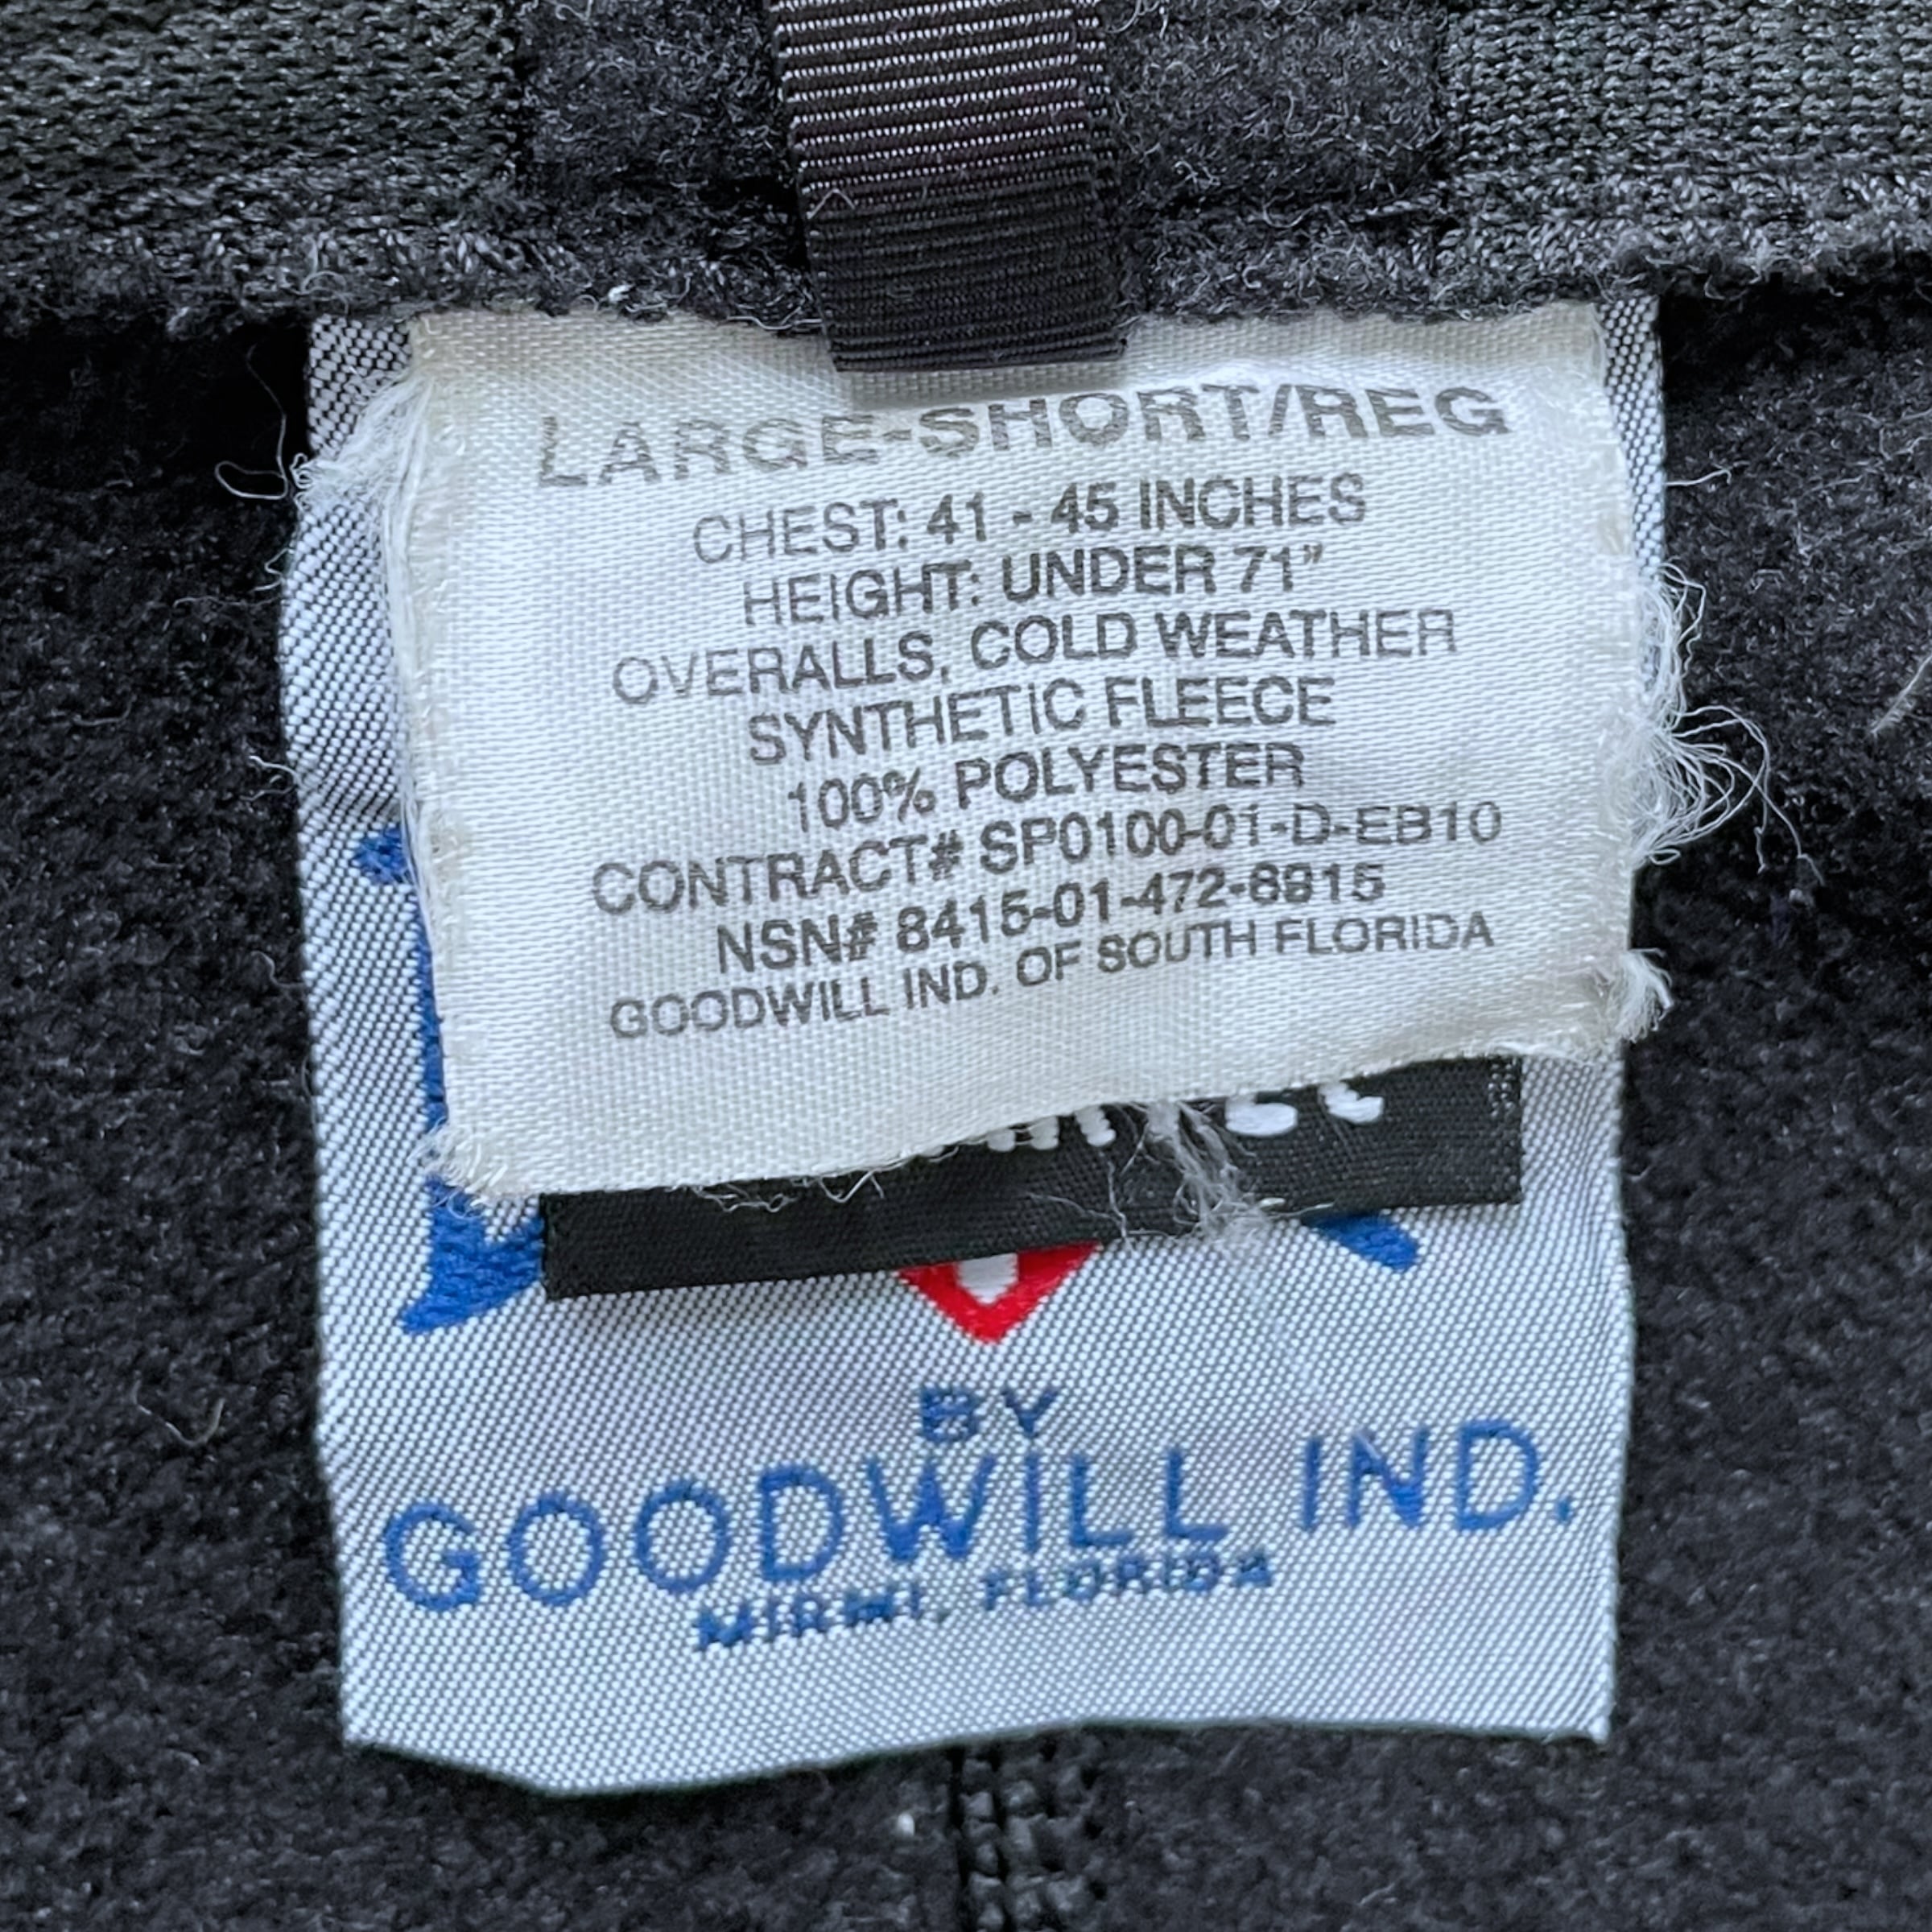 LARGE-SHORT/REG
CHEST: 41 - 45 INCHES
HEIGHT: UNDER 71"
OVERALLS, COLD WEATHER
SYNTHETIC FLEECE
100% POLYESTER
CONTRACT# SP0100-01-D-EB10
NSN# 8415-01-472-6915
GOODWILL IND. OF SOUTH FLORIDA
BY
GOODWILL IND.
MIAMI, FLORIDA